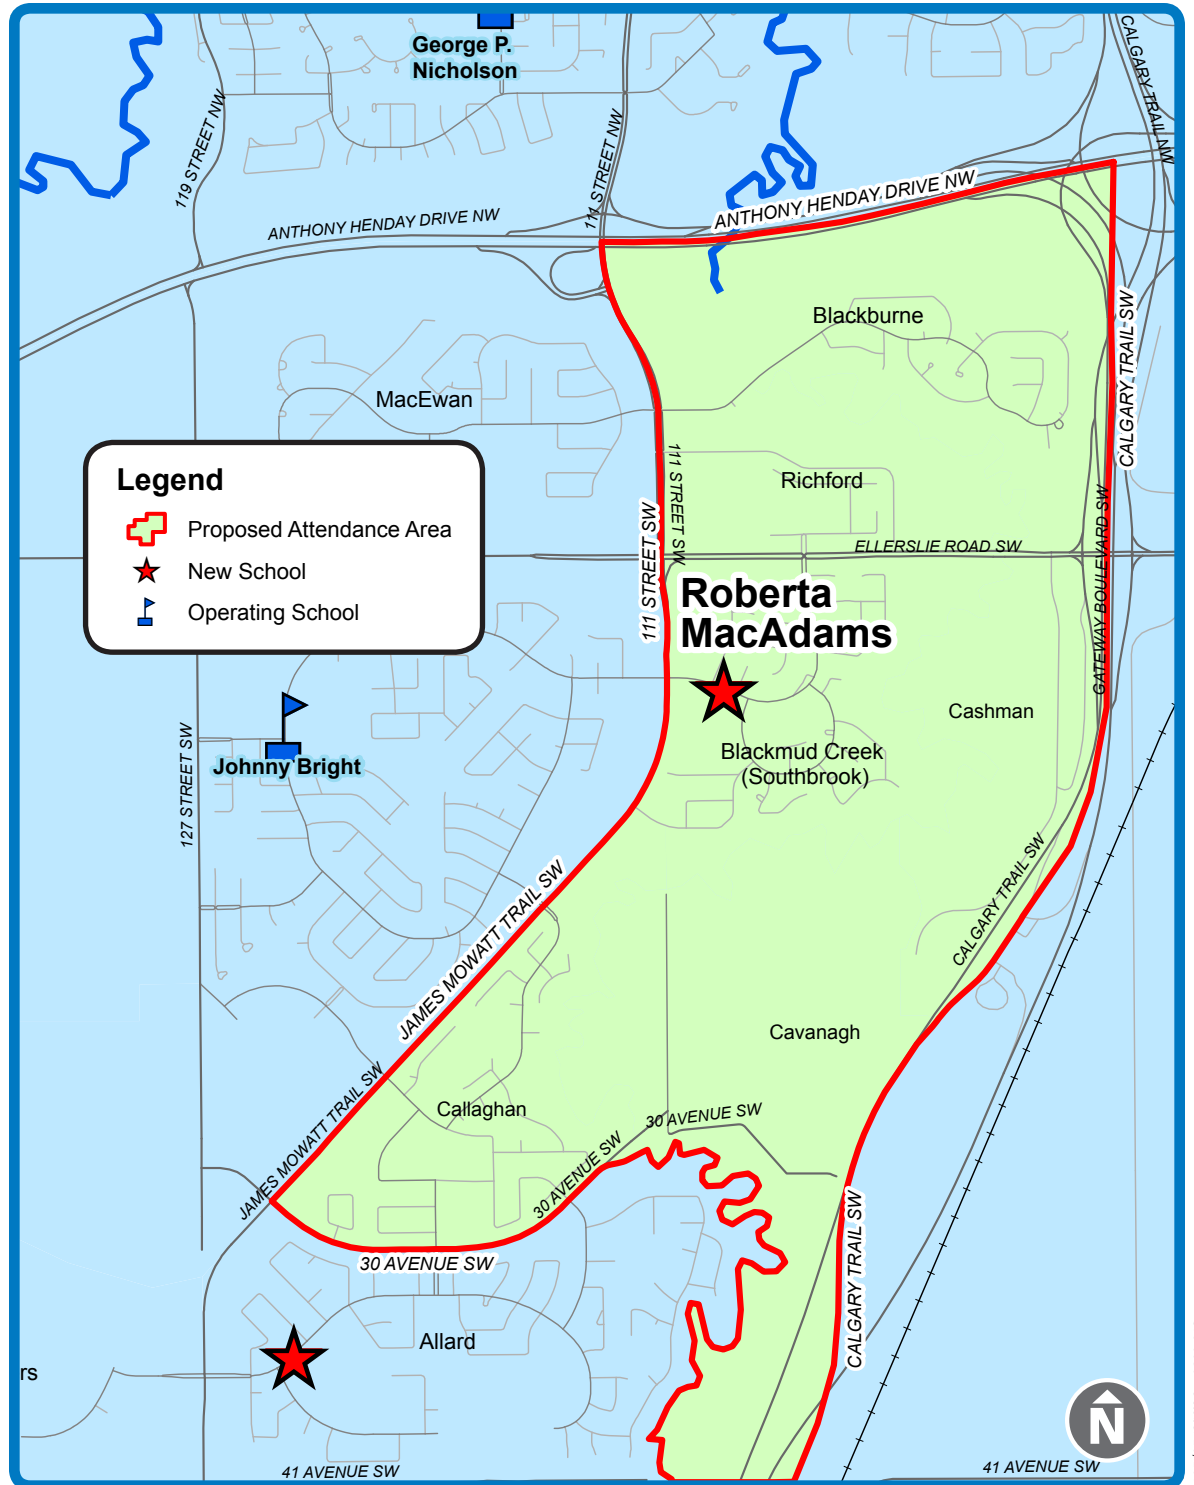 George P.
Nicholson
CALGARY TRAIL NW
119 STREET NW
111 STREET NW
ANTHONY HENDAY DRIVE NW
ANTHONY HENDAY DRIVE NW
Blackburne
CALGARY TRAIL SW
MacEwan
Legend
Proposed Attendance Area
New School
Operating School
111 STREET SW
111 STREET SW
Richford
ELLERSLIE ROAD SW
GATEWAY BOULEVARD SW
Roberta
MacAdams
Cashman
Blackmud Creek
(Southbrook)
127 STREET SW
Johnny Bright
JAMES MOWATT TRAIL SW
CALGARY TRAIL SW
Cavanagh
JAMES MOWATT TRAIL SW
Callaghan
30 AVENUE SW
30 AVENUE SW
30 AVENUE SW
CALGARY TRAIL SW
Allard
rs
N
41 AVENUE SW
41 AVENUE SW